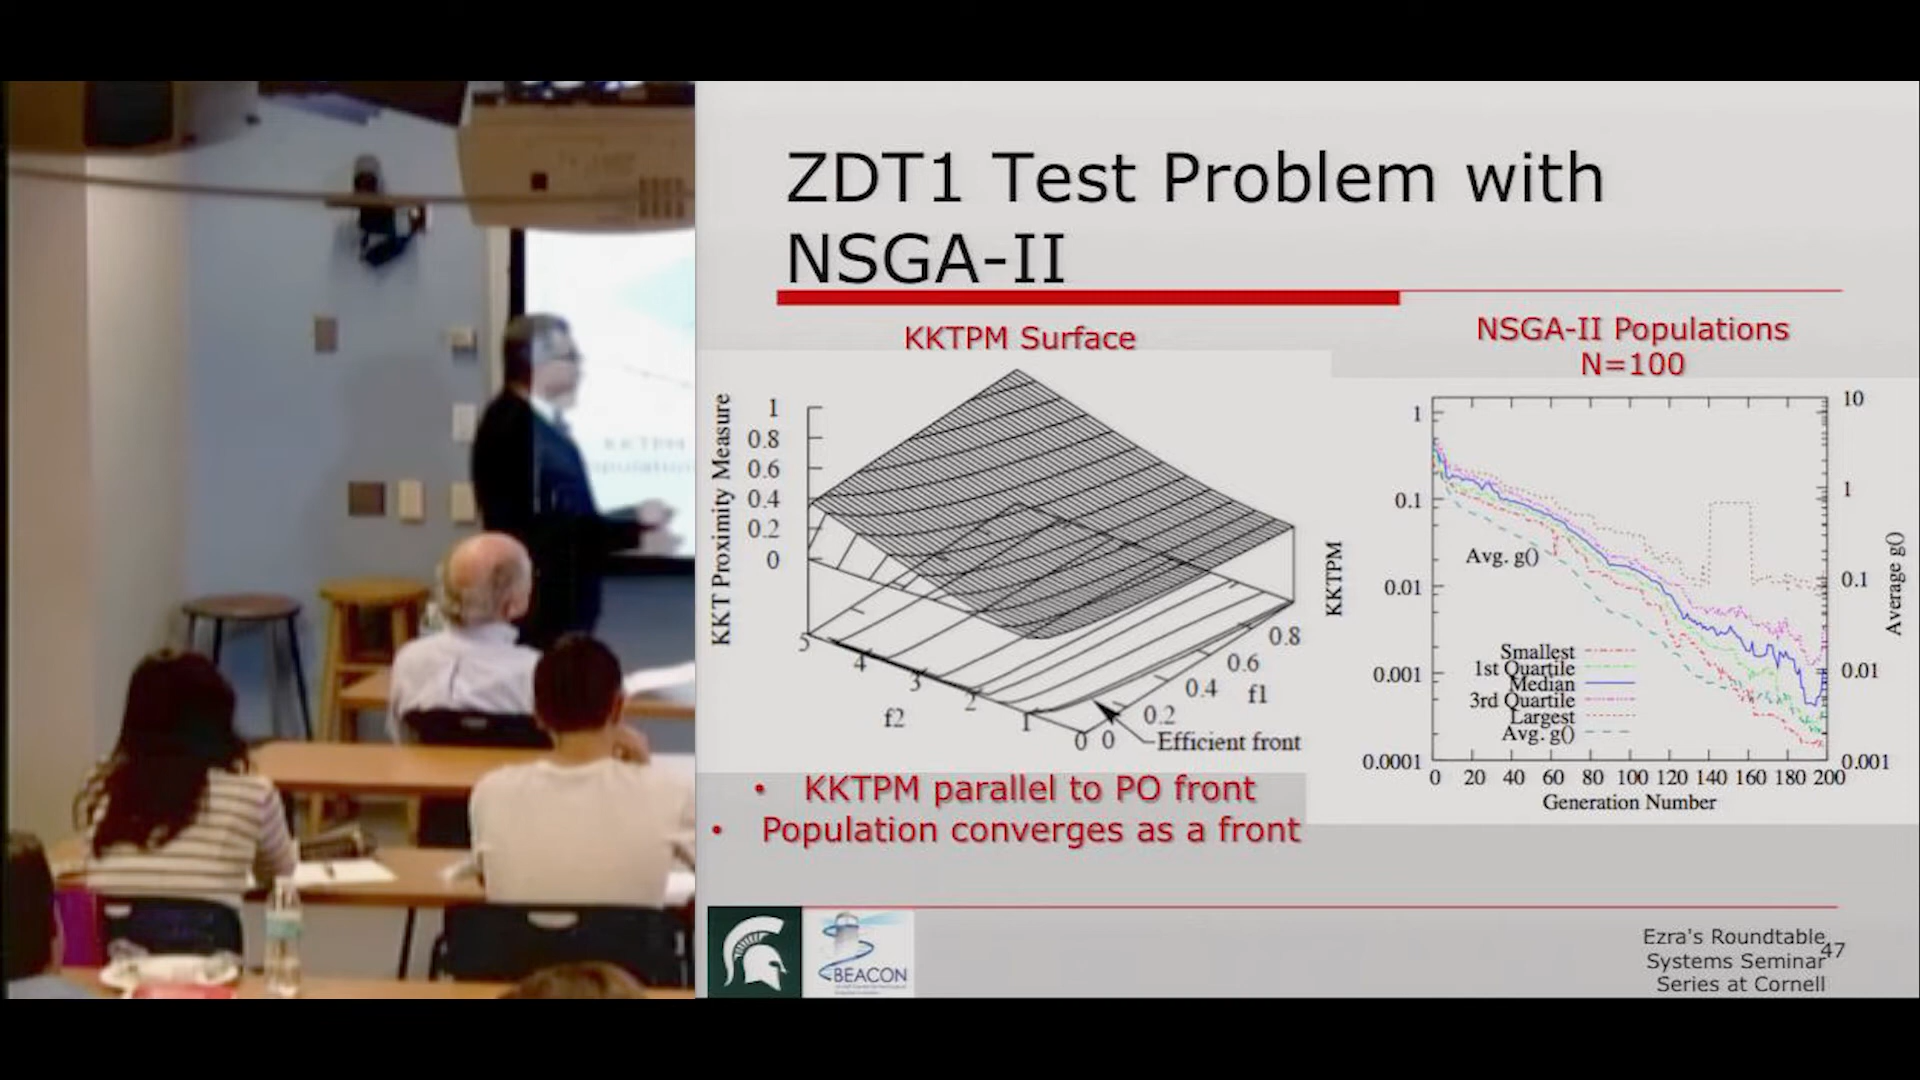 ZDT1 Test Problem with
NSGA-II
KKTPM Surface
NSGA-II Populations
N=100
KKT Proximity Measure
1
0.8
0.6
0.4
0.2
0
5
4
3
2
1
0
f2
0
0.2
0.4
0.6
0.8
f1
Efficient front
KKTPM
1
0.1
0.01
0.001
0.0001
Avg. g()
Smallest
1st Quartile
Median
3rd Quartile
Largest
Avg. g()
10
1
0.1
0.01
0.001
Average g()
0 20 40 60 80 100 120 140 160 180 200
Generation Number
• KKTPM parallel to PO front
• Population converges as a front
BEACON
Ezra's Roundtable
Systems Seminar
Series at Cornell
47